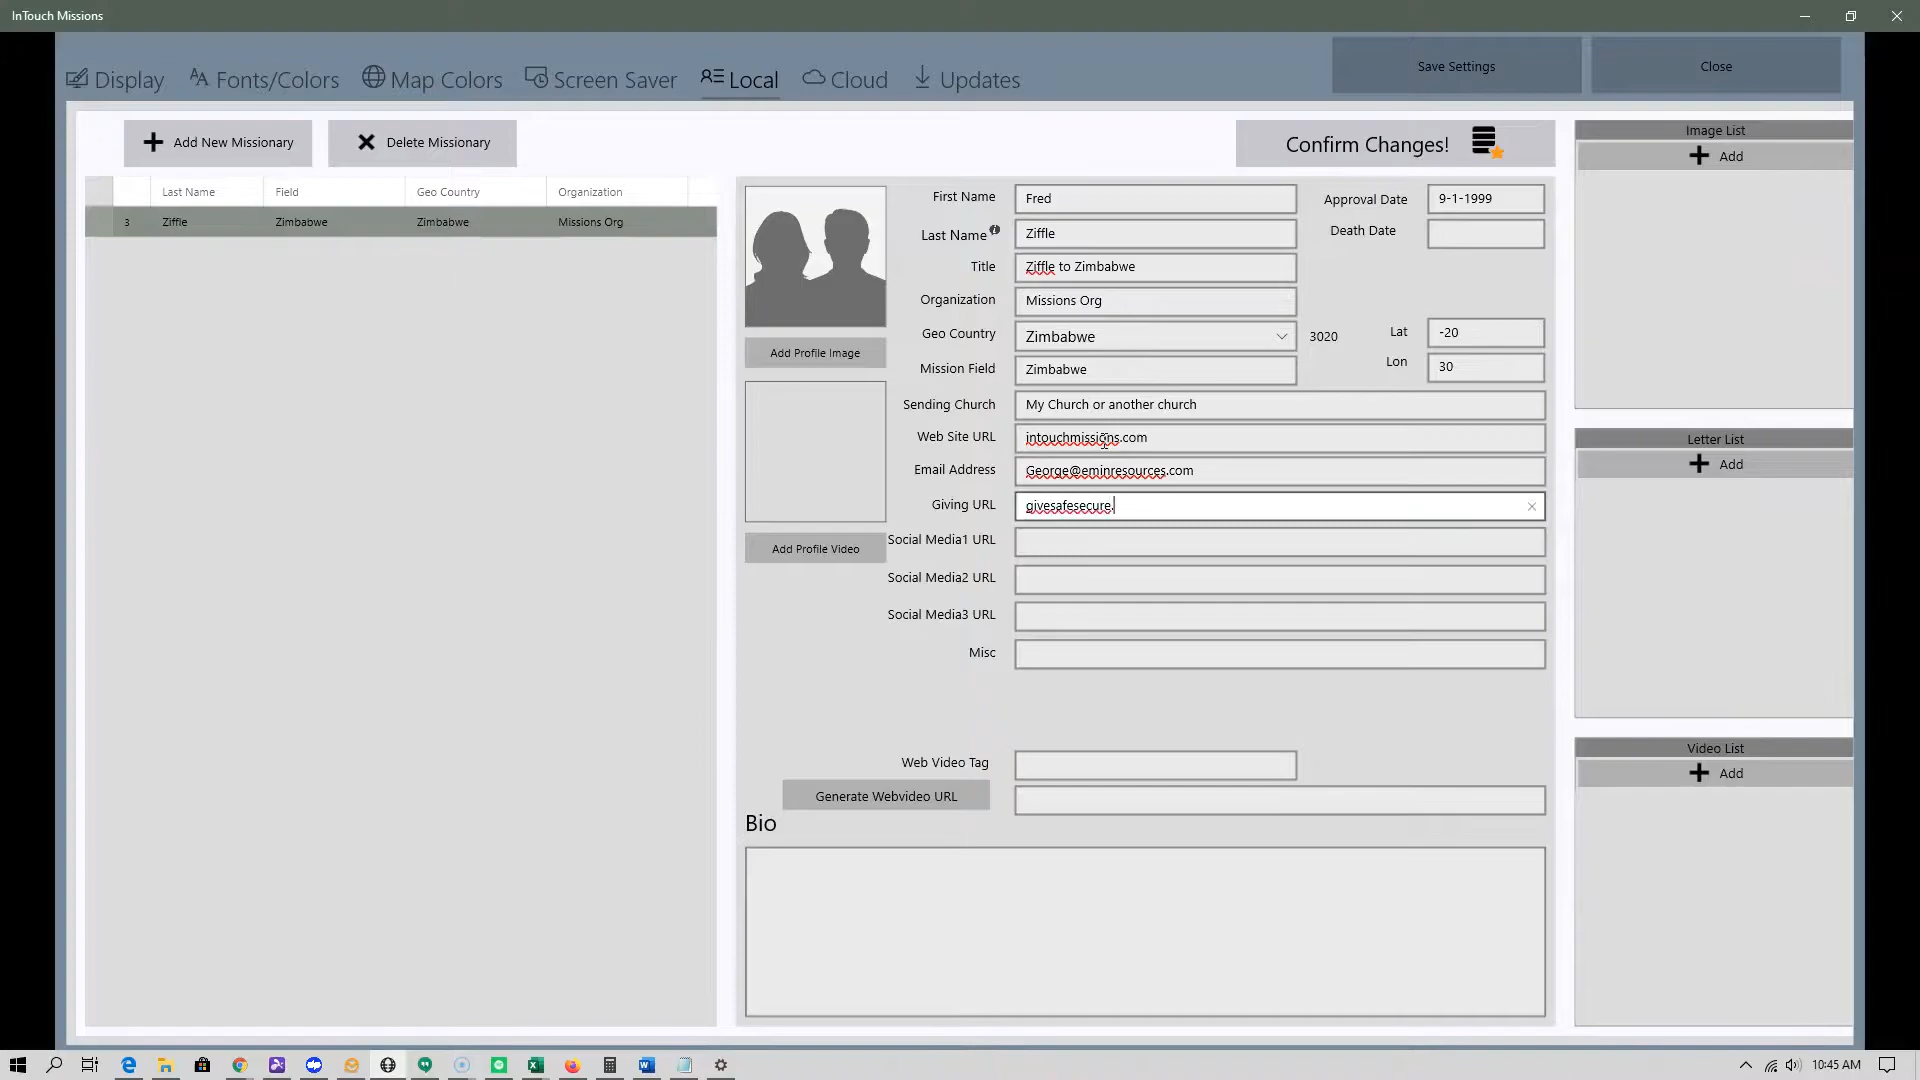 InTouch Missions
Display Fonts/Colors Map Colors Screen Saver Local Cloud Updates
Save Settings Close
Add New Missionary Delete Missionary
Confirm Changes!
Last Name Field Geo Country Organization
3 Ziffle Zimbabwe Zimbabwe Missions Org
First Name Fred
Approval Date 9-1-1999
Last Name Ziffle
Death Date
Title Ziffle to Zimbabwe
Organization Missions Org
Geo Country Zimbabwe 3020
Lat -20
Mission Field Zimbabwe
Lon 30
Sending Church My Church or another church
Web Site URL intouchmissions.com
Email Address George@eminresources.com
Giving URL givesafesecure.
Social Media1 URL
Social Media2 URL
Social Media3 URL
Misc
Add Profile Image
Add Profile Video
Web Video Tag
Generate Webvideo URL
Bio
Image List
Add
Letter List
Add
Video List
Add
10:45 AM